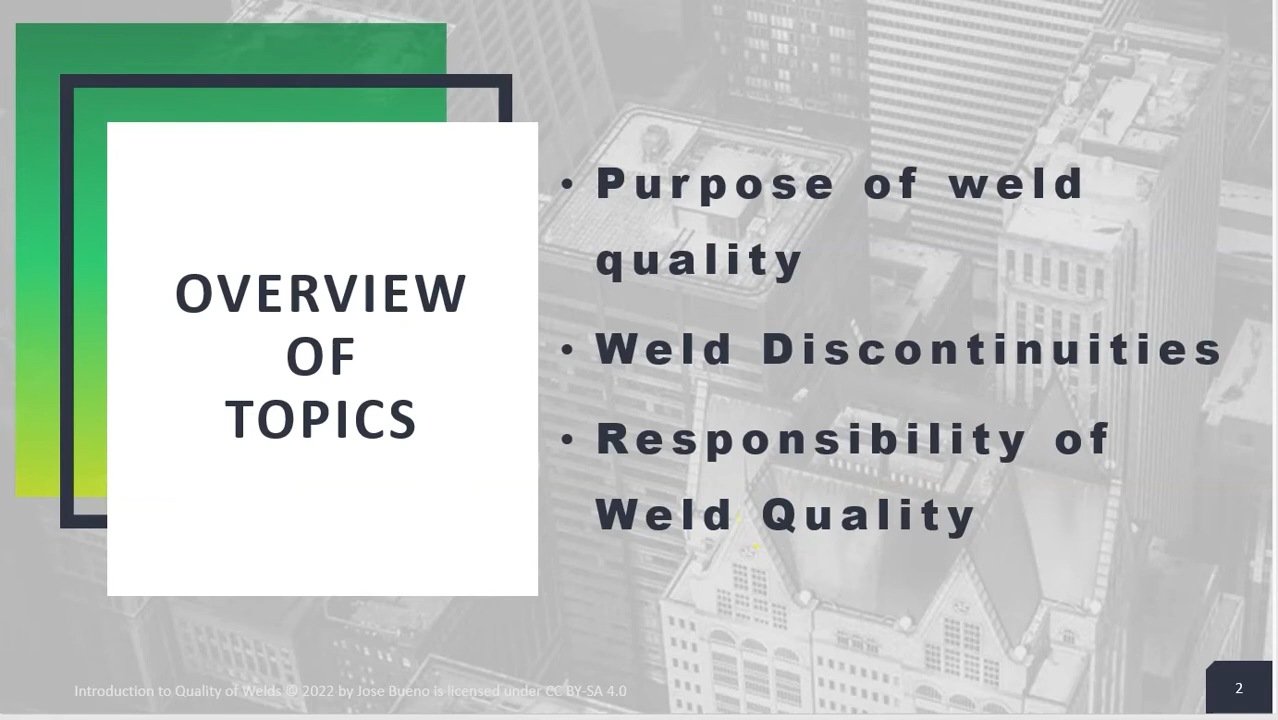 OVERVIEW
OF
TOPICS
• Purpose of weld
quality
• Weld Discontinuities
• Responsibility of
Weld Quality
Introduction to Quality of Welds © 2022 by Jose Bueno is licensed under CC BY-SA 4.0
2